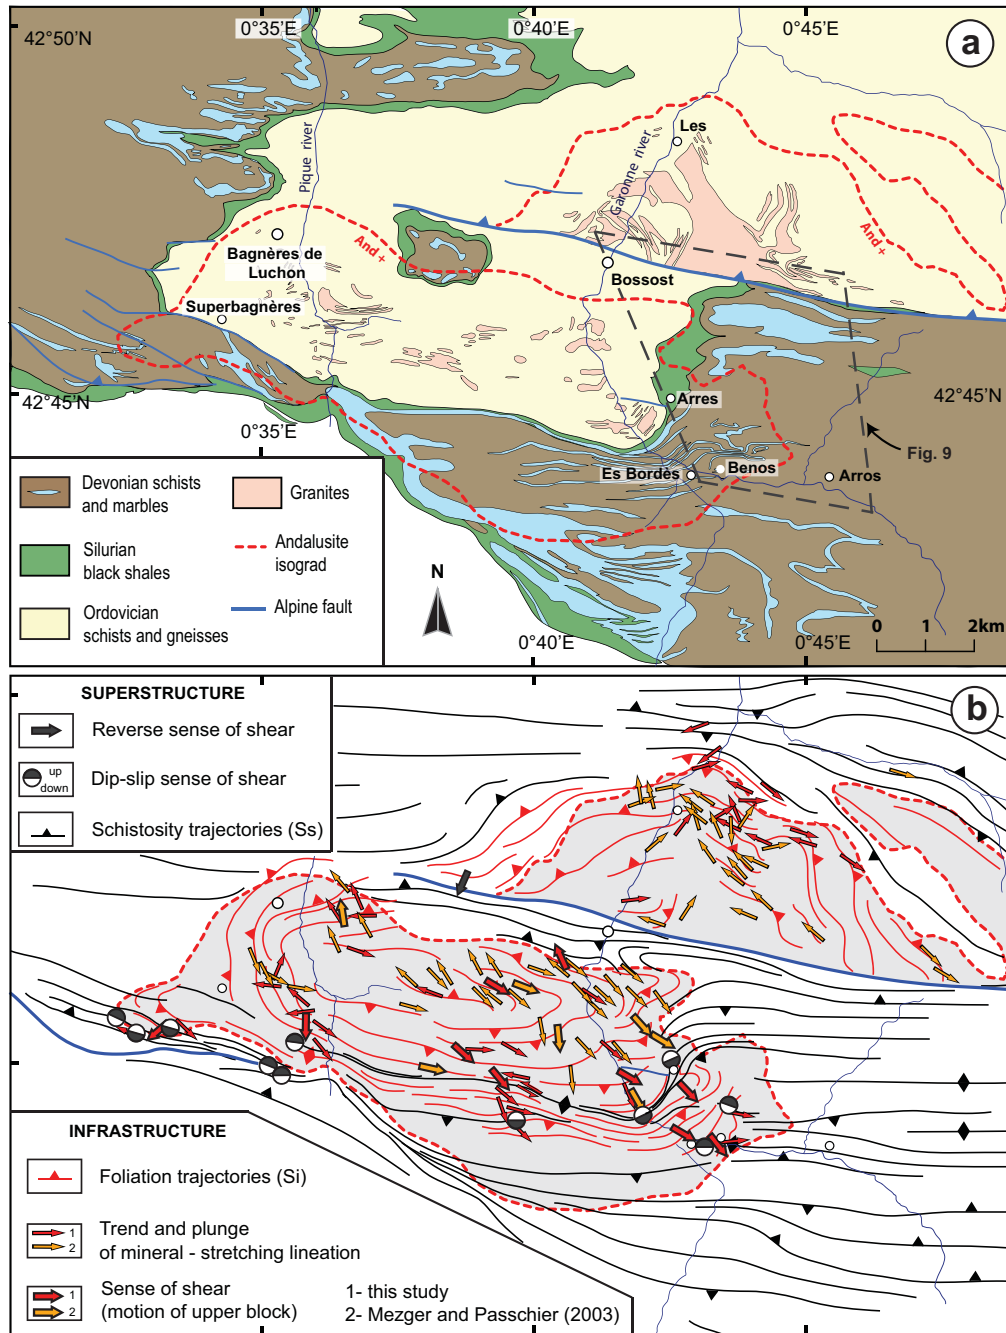 a
42°50'N
0°35'E
0°40'E
0°45'E
Pique river
Garonne river
Les
And+
And+
Bagnères de
Luchon
Bossost
Superbagnères
42°45'N
42°45'N
Arres
0°35'E
Fig. 9
Es Bordès
Benos
Arros
Devonian schists
and marbles
Granites
Silurian
black shales
Andalusite
isograd
N
Ordovician
schists and gneisses
Alpine fault
0°40'E
0°45'E
0 1 2km
b
SUPERSTRUCTURE
Reverse sense of shear
up
down
Dip-slip sense of shear
Schistosity trajectories (Ss)
INFRASTRUCTURE
Foliation trajectories (Si)
1
2
Trend and plunge
of mineral - stretching lineation
1
2
Sense of shear
(motion of upper block)
1- this study
2- Mezger and Passchier (2003)